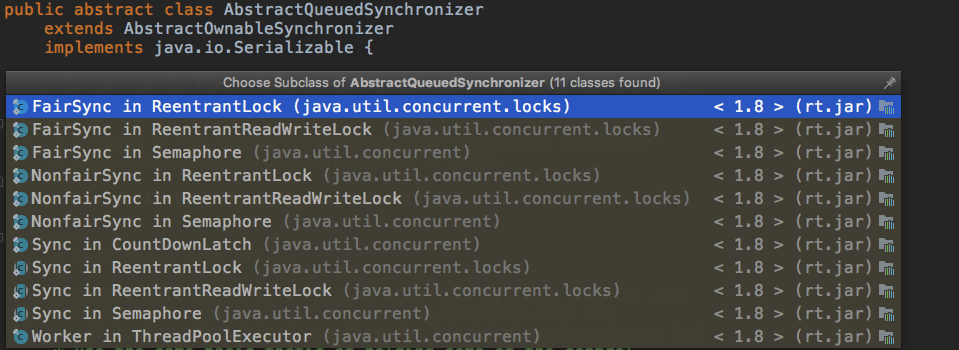 public abstract class AbstractQueuedSynchronizer
extends AbstractOwnableSynchronizer
implements java.io.Serializable {
Choose Subclass of AbstractQueuedSynchronizer (11 classes found)
FairSync in ReentrantLock (java.util.concurrent.locks) < 1.8 > (rt.jar)
FairSync in ReentrantReadWriteLock (java.util.concurrent.locks) < 1.8 > (rt.jar)
FairSync in Semaphore (java.util.concurrent) < 1.8 > (rt.jar)
NonfairSync in ReentrantLock (java.util.concurrent.locks) < 1.8 > (rt.jar)
NonfairSync in ReentrantReadWriteLock (java.util.concurrent.locks) < 1.8 > (rt.jar)
NonfairSync in Semaphore (java.util.concurrent) < 1.8 > (rt.jar)
Sync in CountDownLatch (java.util.concurrent) < 1.8 > (rt.jar)
Sync in ReentrantLock (java.util.concurrent.locks) < 1.8 > (rt.jar)
Sync in ReentrantReadWriteLock (java.util.concurrent.locks) < 1.8 > (rt.jar)
Sync in Semaphore (java.util.concurrent) < 1.8 > (rt.jar)
Worker in ThreadPoolExecutor (java.util.concurrent) < 1.8 > (rt.jar)